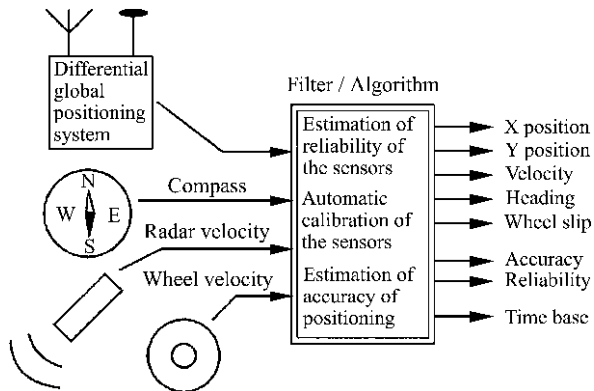 Differential
global
positioning
system
Filter / Algorithm
Estimation of
reliability of
the sensors
Automatic
calibration of
the sensors
Estimation of
accuracy of
positioning
Compass
N
W E
S
Radar velocity
Wheel velocity
X position
Y position
Velocity
Heading
Wheel slip
Accuracy
Reliability
Time base